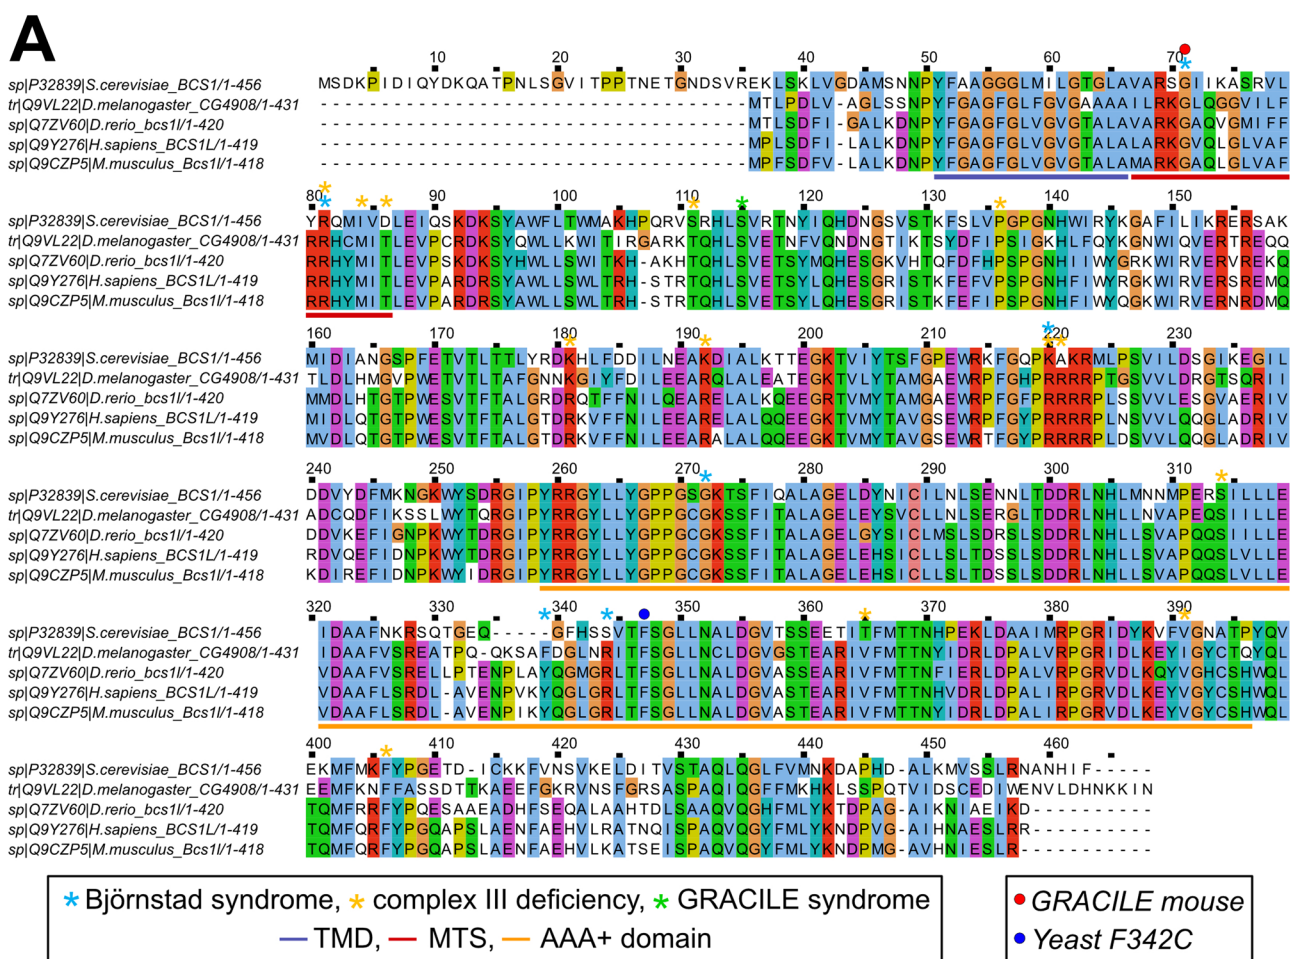 A
10 20 30 40 50 60 70
sp|P32839|S.cerevisiae_BCS1/1-456 MSDKPIDIQYDKQATPNLSGVITPPTNETGNDSVREKLSKLVGDAMSNNPYFAAGGGLMILGTGLAVARSGIIKASRVL
tr|Q9VL22|D.melanogaster_CG4908/1-431 -----------------------------------MTLPDLV-AGLSSNPYFGAGFGLFGVGAAAAILRKGLQGGVILF
sp|Q7ZV60|D.rerio_bcs1l/1-420 -----------------------------------MTLSDFI-GALKDNPYFGAGFGLVGVGTALAVARKGAQVGMIFF
sp|Q9Y276|H.sapiens_BCS1L/1-419 -----------------------------------MPLSDFI-LALKDNPYFGAGFGLVGVGTALALARKGVQLGLVAF
sp|Q9CZP5|M.musculus_Bcs1l/1-418 -----------------------------------MPFSDFV-LALKDNPYFGAGFGLVGVGTALAMARKGAQLGLVAF
80 90 100 110 120 130 140 150
sp|P32839|S.cerevisiae_BCS1/1-456 YRQMIVDLEIQSKDKSYAWFLTWMAKHPQRVSRHLSVRTNYIQHDNGSVSTKFSLVPGPGNHWIRYKGAFILIKRERSAK
tr|Q9VL22|D.melanogaster_CG4908/1-431 RRHCMITLEVPCRDKSYQWLLKWITIRGARKTQHLSVETNFVQNDNGTIKTSYDFIPSIGKHLFQYKGNWIQVERTREQQ
sp|Q7ZV60|D.rerio_bcs1l/1-420 RRHYMITLEVPSKDKSYHWLLSWITKH-AKHTQHLSVETSYMQHESGKVHTQFDFHPSPGNHIIWYGRKWIRVEREKQ
sp|Q9Y276|H.sapiens_BCS1L/1-419 RRHYMITLEVPARDRSYAWLLSWLTRH-STRTQHLSVETSYLQHESGRISTKFEFVPSPGNHFIWYRGKWIRVERSREMQ
sp|Q9CZP5|M.musculus_Bcs1l/1-418 RRHYMITLEVPARDRSYAWLLSWLTRH-STRTQHLSVETSYLQHESGRISTKFEFIPSPGNHFIWYQGKWIRVERNRDMQ
160 170 180 190 200 210 220 230
sp|P32839|S.cerevisiae_BCS1/1-456 MIDIANGSPFETVTLTTLYRDKHLFDDILNEAKDIALKTTEGKTVIYTSFGPEWRKFGQPKAKRMLPSVILDSGIKEGIL
tr|Q9VL22|D.melanogaster_CG4908/1-431 TLDLHMGVPWETVTLTAFGNNKGIYFDILEEARQLALEATEGKTVLYTAMGAEWRPFGHPRRRRPTGSVVLDRGTSQRII
sp|Q7ZV60|D.rerio_bcs1l/1-420 MMDLHTGTPWESVTFTALGRDRQTFFNILQEARELALKQEEGRTVMYTAMGAEWRPFGFPRRRRPLSSVVLESGVAERIV
sp|Q9Y276|H.sapiens_BCS1L/1-419 MIDLQTGTPWESVTFTALGTDRKVFFNILEEARELALQQEEGKTVMYTAVGSEWRPFGYPRRRRPLNSVVLQQGLADRIV
sp|Q9CZP5|M.musculus_Bcs1l/1-418 MVDLQTGTPWESVTFTALGTDRKVFFNILEEARALALQQEEGKTVMYTAVGSEWRTFGYPRRRRPLDSVVLQQGLADRIV
240 250 260 270 280 290 300 310
sp|P32839|S.cerevisiae_BCS1/1-456 DDVYDFMKNGKWYSDRGIPYRRGYLLYGPPGSGKTSFIQALAGELDYNICILNLSENNLTDDRLNHLMNNMPERSILLLE
tr|Q9VL22|D.melanogaster_CG4908/1-431 ADCQDFIKSSLWYTQRGIPYRRGYLLYGPPGCGKSSFITALAGELEYSVCLLNLSERGLTDDRLNHLLNVAPEQSIILLE
sp|Q7ZV60|D.rerio_bcs1l/1-420 DDVKEFIGNPKWYTDRGIPYRRGYLLYGPPGCGKSSFITALAGELGYSICLMSLSDRSLSDDRLNHLLSVAPQQSIILLE
sp|Q9Y276|H.sapiens_BCS1L/1-419 RDVQEFIDNPKWYTDRGIPYRRGYLLYGPPGCGKSSFITALAGELEHSICLLSLTDSSLSDDRLNHLLSVAPQQSLVLLE
sp|Q9CZP5|M.musculus_Bcs1l/1-418 KDIREFIDNPKWYIDRGIPYRRGYLLYGPPGCGKSSFITALAGELEHSICLLSLTDSSLSDDRLNHLLSVAPQQSLVLLE
320 330 340 350 360 370 380 390
sp|P32839|S.cerevisiae_BCS1/1-456 IDAAFNKRSQTGEQ-----GFHSSVTFSGLLNALDGVTSSEETITFMTTNHPEKLDAAIMRPGRIDYKVFVGNATPYQV
tr|Q9VL22|D.melanogaster_CG4908/1-431 IDAAFVSREATPQ-QKSAFDGLNRITFSGLLNCLDGVGSTEARIVFMTTNYIDRLDPALVRPGRIDLKEYIGYCTQYQL
sp|Q7ZV60|D.rerio_bcs1l/1-420 VDAAFVSRELLPTENPLAYQGMGRLTFSGLLNALDGVASSEARIVFMTTNFIERLDPALVRPGRVDLKQYVGHCSHWQL
sp|Q9Y276|H.sapiens_BCS1L/1-419 VDAAFLSRDL-AVENPVKYQGLGRLTFSGLLNALDGVASTEARIVFMTTNHVDRLDPALIRPGRVDLKEYVGYCSHWQL
sp|Q9CZP5|M.musculus_Bcs1l/1-418 VDAAFLSRDL-AVENPIKYQGLGRLTFSGLLNALDGVASTEARIVFMTTNYIDRLDPALIRPGRVDLKEYVGYCSHWQL
400 410 420 430 440 450 460
sp|P32839|S.cerevisiae_BCS1/1-456 EKMFMKFYPGETD-ICKKFVNSVKELDITVSTAQLQGLFVMNKDAPHD-ALKMVSSLRNANHIF-----
tr|Q9VL22|D.melanogaster_CG4908/1-431 EEMFKNFFASSDTTKAEEFGKRVNSFGRSASPAQIQGFFMKHKLSSPQTVIDSCEDIWENVLDHNKKIN
sp|Q7ZV60|D.rerio_bcs1l/1-420 TQMFRRFYPQESAAEADHFSEQALAAHTDLSAAQVQGHFMLYKTDPAG-AIKNIAEIKD----------
sp|Q9Y276|H.sapiens_BCS1L/1-419 TQMFQRFYPGQAPSLAENFAEHVLRATNQISPAQVQGYFMLYKNDPVG-AIHNAESLRR----------
sp|Q9CZP5|M.musculus_Bcs1l/1-418 TQMFQRFYPGQAPSLAENFAEHVLKATSEISPAQVQGYFMLYKNDPMG-AVHNIESLR-----------
* Björnstad syndrome, * complex III deficiency, * GRACILE syndrome
TMD, MTS, AAA+ domain
GRACILE mouse
Yeast F342C